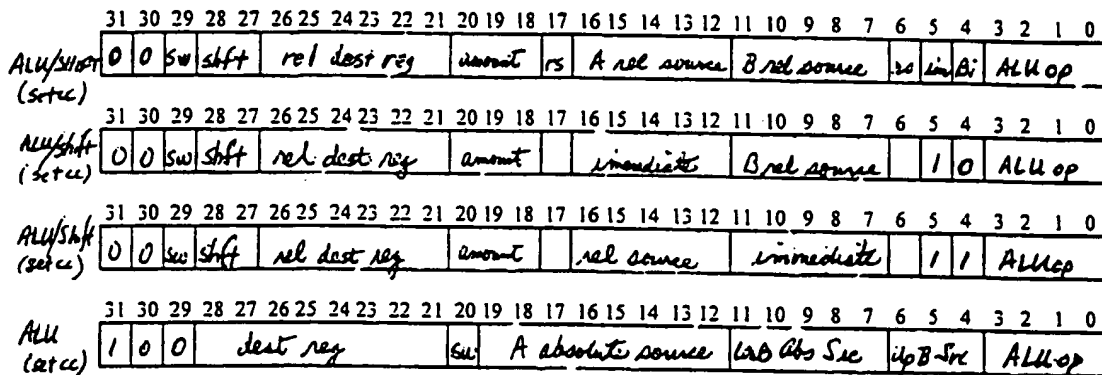 31 30 29 28 27 26 25 24 23 22 21 20 19 18 17 16 15 14 13 12 11 10 9 8 7 6 5 4 3 2 1 0
ALU/Shift 0 0 sw shft rel dest reg amount rs A rel source B rel source im Bi ALU op
(setcc)
31 30 29 28 27 26 25 24 23 22 21 20 19 18 17 16 15 14 13 12 11 10 9 8 7 6 5 4 3 2 1 0
ALU/shft 0 0 sw shft rel dest reg amount immediate B rel source 1 0 ALU op
(setcc)
31 30 29 28 27 26 25 24 23 22 21 20 19 18 17 16 15 14 13 12 11 10 9 8 7 6 5 4 3 2 1 0
ALU/Shft 0 0 sw shft rel dest reg amount rel source immediate 1 1 ALUop
(setcc)
31 30 29 28 27 26 25 24 23 22 21 20 19 18 17 16 15 14 13 12 11 10 9 8 7 6 5 4 3 2 1 0
ALU 1 0 0 dest reg sw A absolute source B Abs Src B Src ALU op
(setcc)